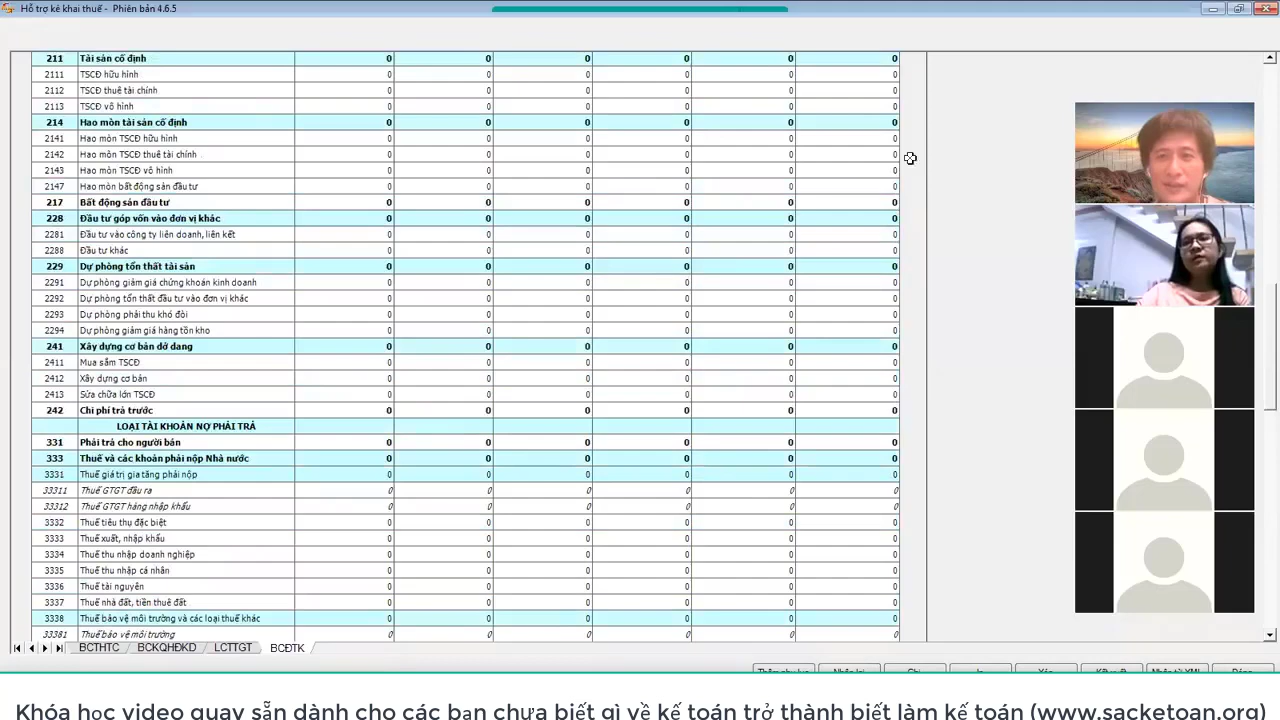 Hỗ trợ kê khai thuế - Phiên bản 4.6.5
211 Tài sản cố định 0 0 0 0 0 0
2111 TSCĐ hữu hình 0 0 0 0 0 0
2112 TSCĐ thuê tài chính 0 0 0 0 0 0
2113 TSCĐ vô hình 0 0 0 0 0 0
214 Hao mòn tài sản cố định 0 0 0 0 0 0
2141 Hao mòn TSCĐ hữu hình 0 0 0 0 0 0
2142 Hao mòn TSCĐ thuê tài chính 0 0 0 0 0 0
2143 Hao mòn TSCĐ vô hình 0 0 0 0 0 0
2147 Hao mòn bất động sản đầu tư 0 0 0 0 0 0
217 Bất động sản đầu tư 0 0 0 0 0 0
228 Đầu tư góp vốn vào đơn vị khác 0 0 0 0 0 0
2281 Đầu tư vào công ty liên doanh, liên kết 0 0 0 0 0 0
2288 Đầu tư khác 0 0 0 0 0 0
229 Dự phòng tổn thất tài sản 0 0 0 0 0 0
2291 Dự phòng giảm giá chứng khoán kinh doanh 0 0 0 0 0 0
2292 Dự phòng tổn thất đầu tư vào đơn vị khác 0 0 0 0 0 0
2293 Dự phòng phải thu khó đòi 0 0 0 0 0 0
2294 Dự phòng giảm giá hàng tồn kho 0 0 0 0 0 0
241 Xây dựng cơ bản dở dang 0 0 0 0 0 0
2411 Mua sắm TSCĐ 0 0 0 0 0 0
2412 Xây dựng cơ bản 0 0 0 0 0 0
2413 Sửa chữa lớn TSCĐ 0 0 0 0 0 0
242 Chi phí trả trước 0 0 0 0 0 0
LOẠI TÀI KHOẢN NỢ PHẢI TRẢ
331 Phải trả cho người bán 0 0 0 0 0 0
333 Thuế và các khoản phải nộp Nhà nước 0 0 0 0 0 0
3331 Thuế giá trị gia tăng phải nộp 0 0 0 0 0 0
33311 Thuế GTGT đầu ra 0 0 0 0 0 0
33312 Thuế GTGT hàng nhập khẩu 0 0 0 0 0 0
3332 Thuế tiêu thụ đặc biệt 0 0 0 0 0 0
3333 Thuế xuất, nhập khẩu 0 0 0 0 0 0
3334 Thuế thu nhập doanh nghiệp 0 0 0 0 0 0
3335 Thuế thu nhập cá nhân 0 0 0 0 0 0
3336 Thuế tài nguyên 0 0 0 0 0 0
3337 Thuế nhà đất, tiền thuê đất 0 0 0 0 0 0
3338 Thuế bảo vệ môi trường và các loại thuế khác 0 0 0 0 0 0
33381 Thuế bảo vệ môi trường 0 0 0 0 0 0
BCTHTC BCKQHĐKD LCTTGT BCĐTK
Khóa học video quay sẵn dành cho các bạn chưa biết gì về kế toán trở thành biết làm kế toán (www.sacketoan.org)